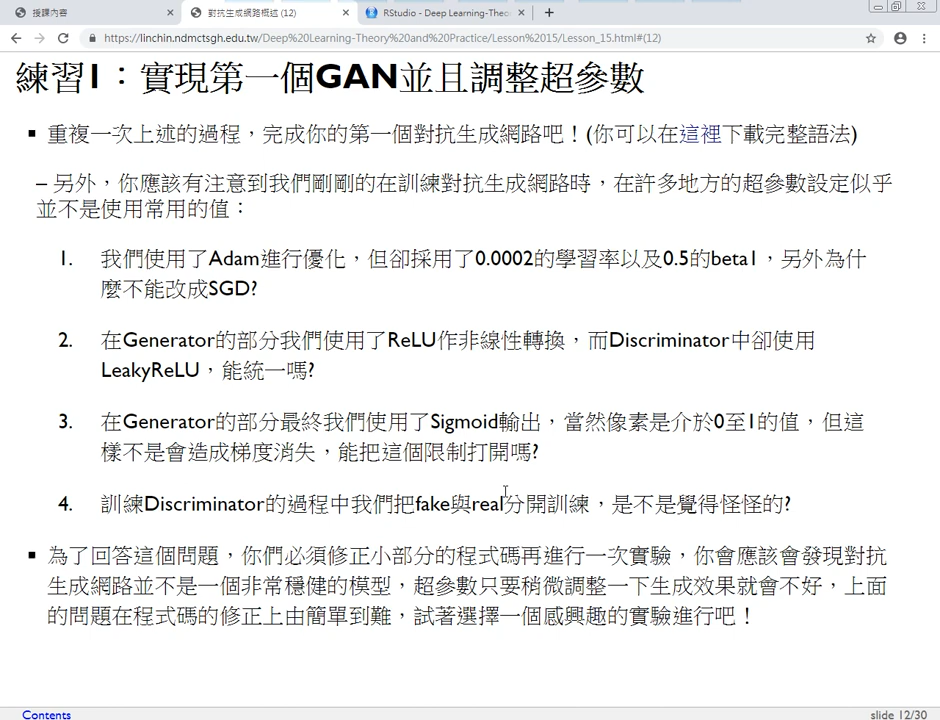 授課內容
對抗生成網路概述 (12)
RStudio - Deep Learning-Theo
https://linchin.ndmctsgh.edu.tw/Deep%20Learning-Theory%20and%20Practice/Lesson%2015/Lesson_15.html#(12)
練習1：實現第一個GAN並且調整超參數
▪ 重複一次上述的過程，完成你的第一個對抗生成網路吧！(你可以在這裡下載完整語法)
– 另外，你應該有注意到我們剛剛的在訓練對抗生成網路時，在許多地方的超參數設定似乎
並不是使用常用的值：
1. 我們使用了Adam進行優化，但卻採用了0.0002的學習率以及0.5的beta1，另外為什
麼不能改成SGD?
2. 在Generator的部分我們使用了ReLU作非線性轉換，而Discriminator中卻使用
LeakyReLU，能統一嗎?
3. 在Generator的部分最終我們使用了Sigmoid輸出，當然像素是介於0至1的值，但這
樣不是會造成梯度消失，能把這個限制打開嗎?
4. 訓練Discriminator的過程中我們把fake與real分開訓練，是不是覺得怪怪的?
▪ 為了回答這個問題，你們必須修正小部分的程式碼再進行一次實驗，你會應該會發現對抗
生成網路並不是一個非常穩健的模型，超參數只要稍微調整一下生成效果就會不好，上面
的問題在程式碼的修正上由簡單到難，試著選擇一個感興趣的實驗進行吧！
Contents
slide 12/30